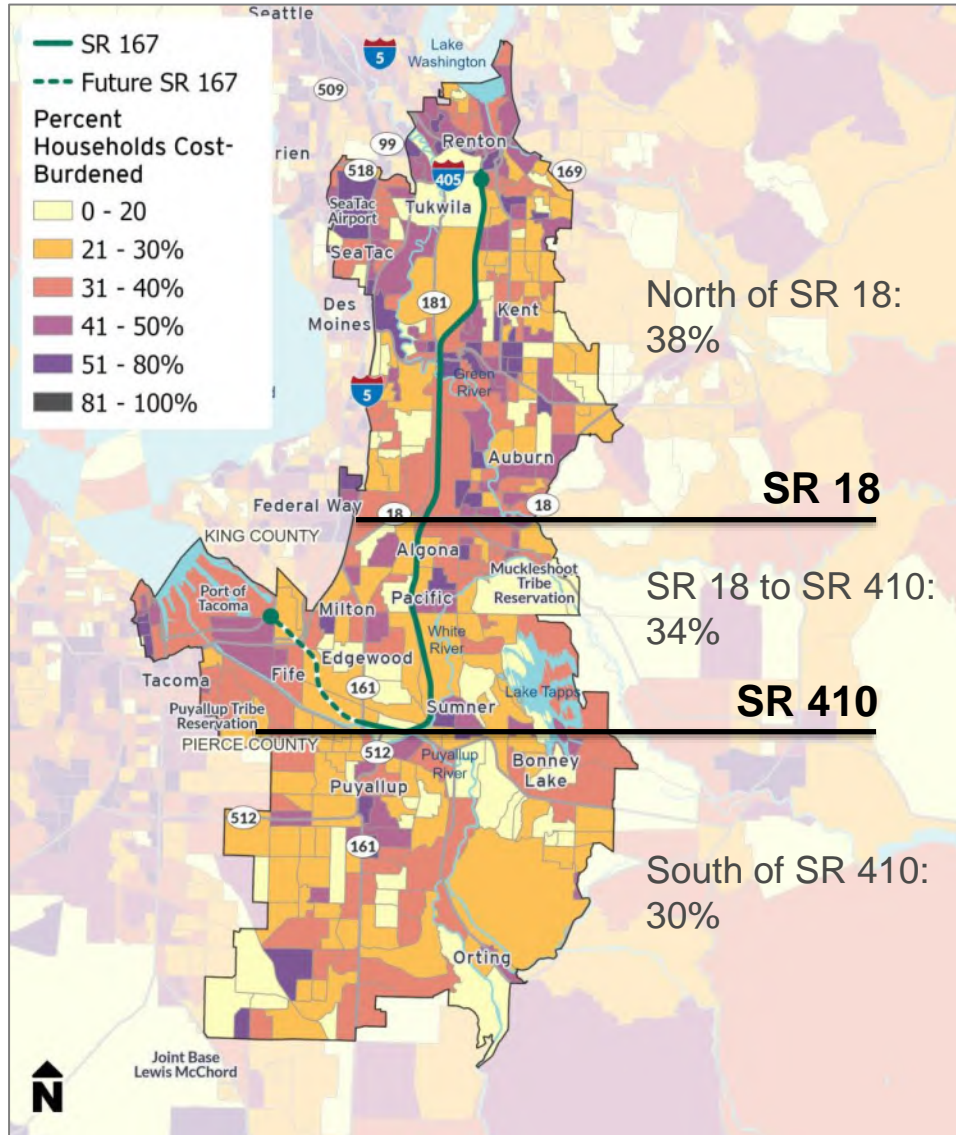 Seattle
SR 167
Future SR 167
Percent
Households Cost-
Burdened
0 - 20
21 - 30%
31 - 40%
41 - 50%
51 - 80%
81 - 100%
5
Lake
Washington
509
99
rien
Renton
518
405
169
SeaTac
Airport
Tukwila
SeaTac
181
Des
Moines
Kent
North of SR 18:
38%
5
Green
River
Auburn
SR 18
Federal Way
18
18
KING COUNTY
Algona
Muckleshoot
Tribe
Reservation
SR 18 to SR 410:
34%
Port of
Tacoma
Milton
Pacific
White
River
Edgewood
Fife
161
Tacoma
Lake Tapps
Sumner
SR 410
Puyallup Tribe
Reservation
PIERCE COUNTY
512
Puyallup
River
Bonney
Lake
Puyallup
512
161
South of SR 410:
30%
Orting
Joint Base
Lewis McChord
N